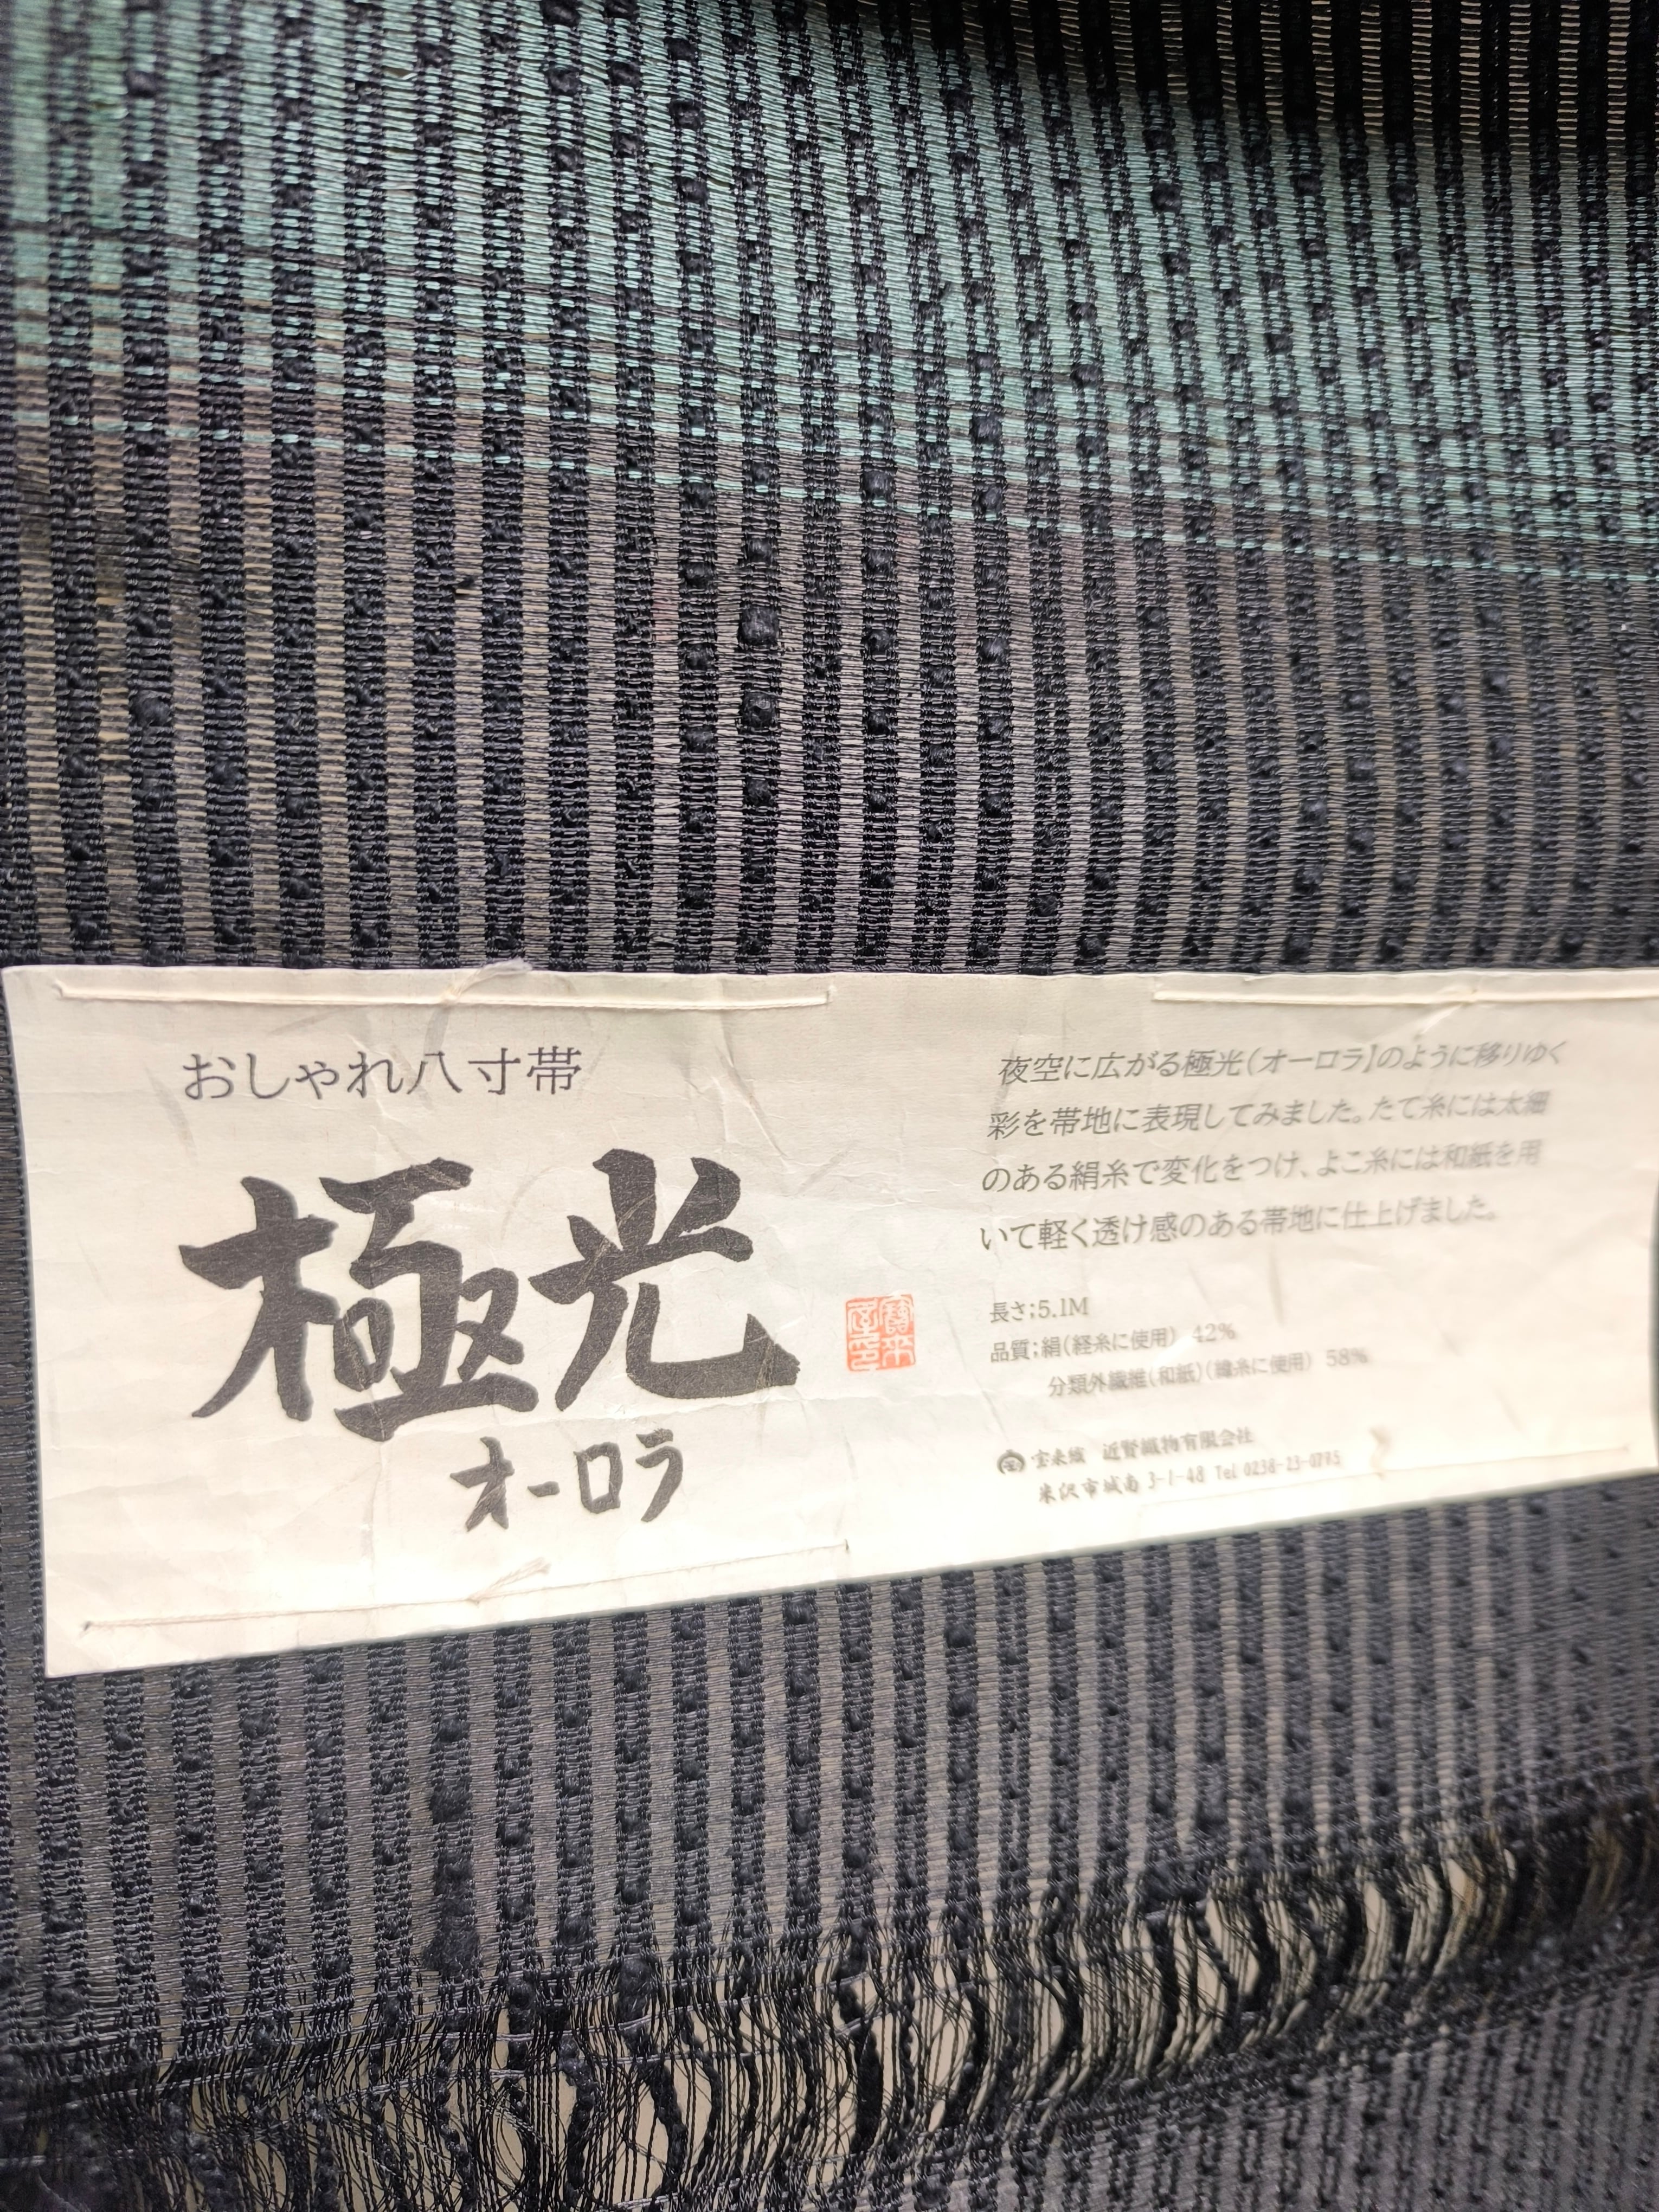 おしゃれ八寸帯
極光
オーロラ
夜空に広がる極光(オーロラ)のように移りゆく
彩を帯地に表現してみました。たて糸には太細
のある絹糸で変化をつけ、よこ糸には和紙を用
いて軽く透け感のある帯地に仕上げました。
長さ;5.1M
品質;絹(経糸に使用) 42%
分類外繊維(和紙)(緯糸に使用) 58%
宝来織 近賢織物有限会社
米沢市城南 3-1-48 Tel 0238-23-0795